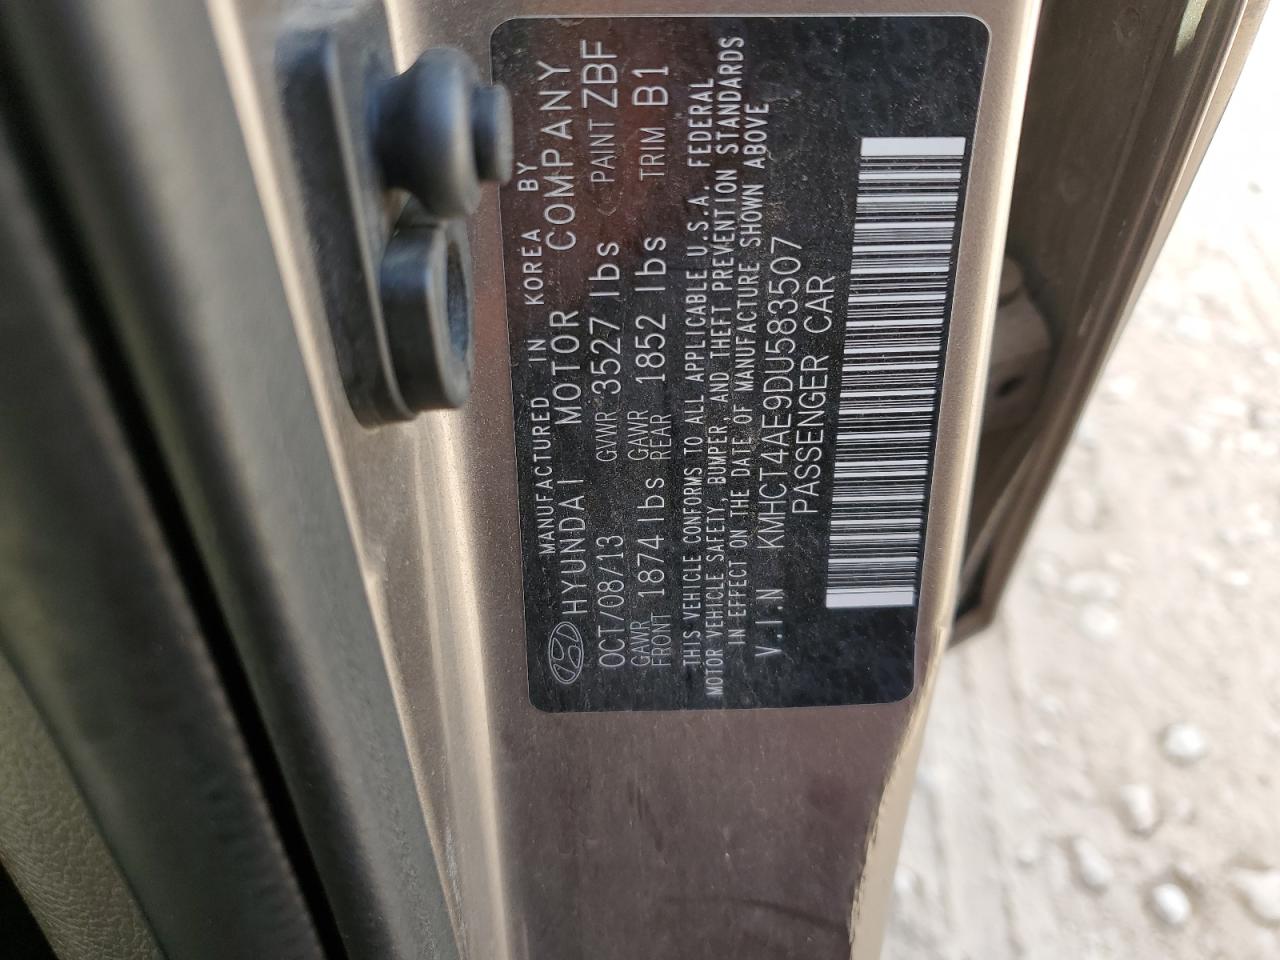 MANUFACTURED IN KOREA BY
HYUNDAI MOTOR COMPANY
OCT/08/13 GVWR 3527 lbs PAINT ZBF
GAWR FRONT 1874 lbs GAWR REAR 1852 lbs TRIM B1
THIS VEHICLE CONFORMS TO ALL APPLICABLE U.S.A. FEDERAL
MOTOR VEHICLE SAFETY, BUMPER, AND THEFT PREVENTION STANDARDS
IN EFFECT ON THE DATE OF MANUFACTURE SHOWN ABOVE
V.I.N KMHCT4AE9DU583507
PASSENGER CAR